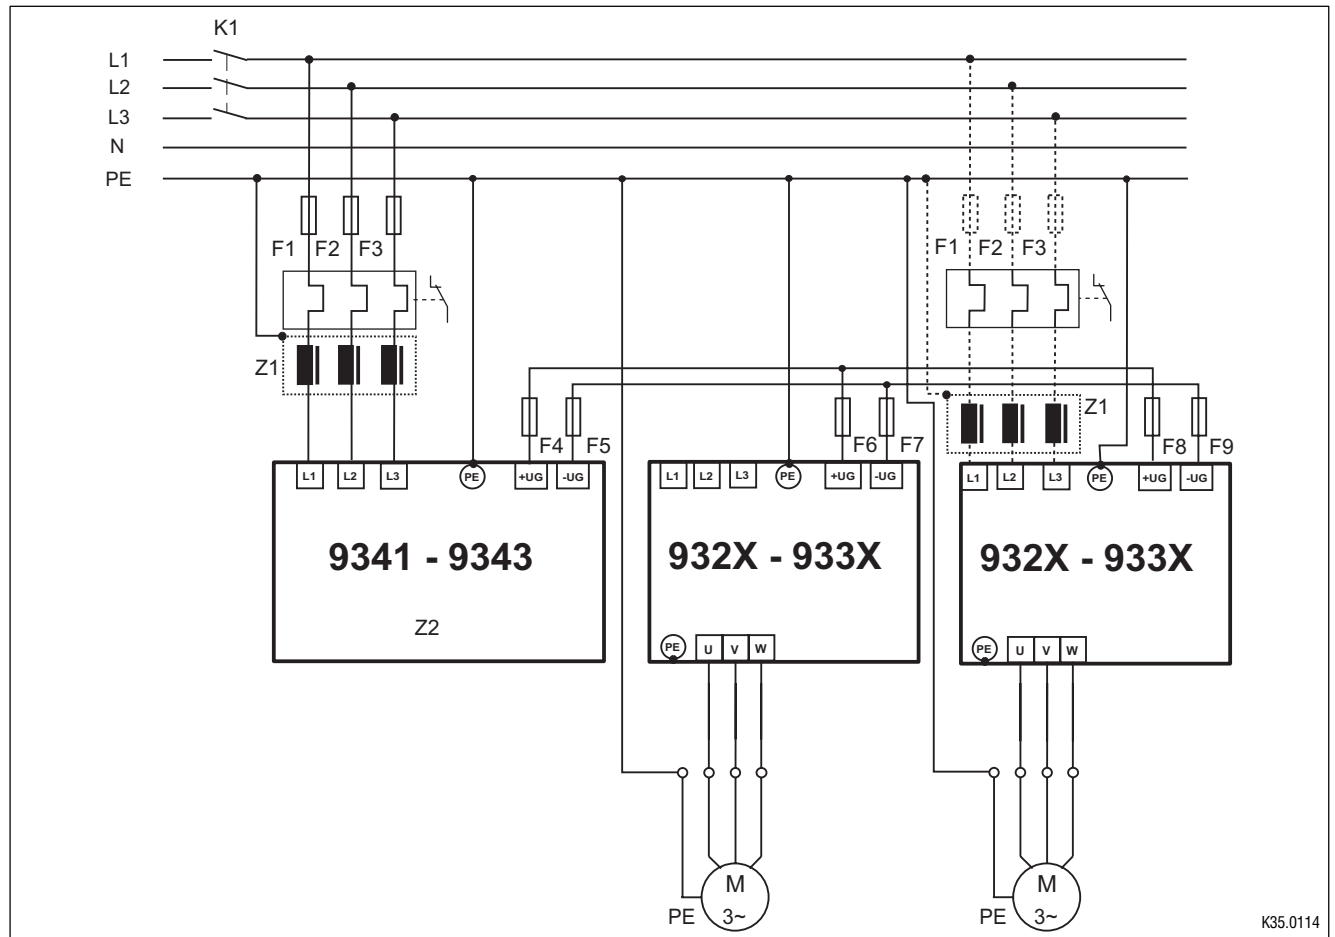 K1
L1
L2
L3
N
PE
F1 F2 F3
F1 F2 F3
Z1
Z1
F4 F5
F6 F7
F8 F9
L1 L2 L3 PE +UG -UG
L1 L2 L3 PE +UG -UG
L1 L2 L3 PE +UG -UG
9341 - 9343
932X - 933X
932X - 933X
Z2
PE U V W
PE U V W
M
3~
PE
M
3~
PE
K35.0114